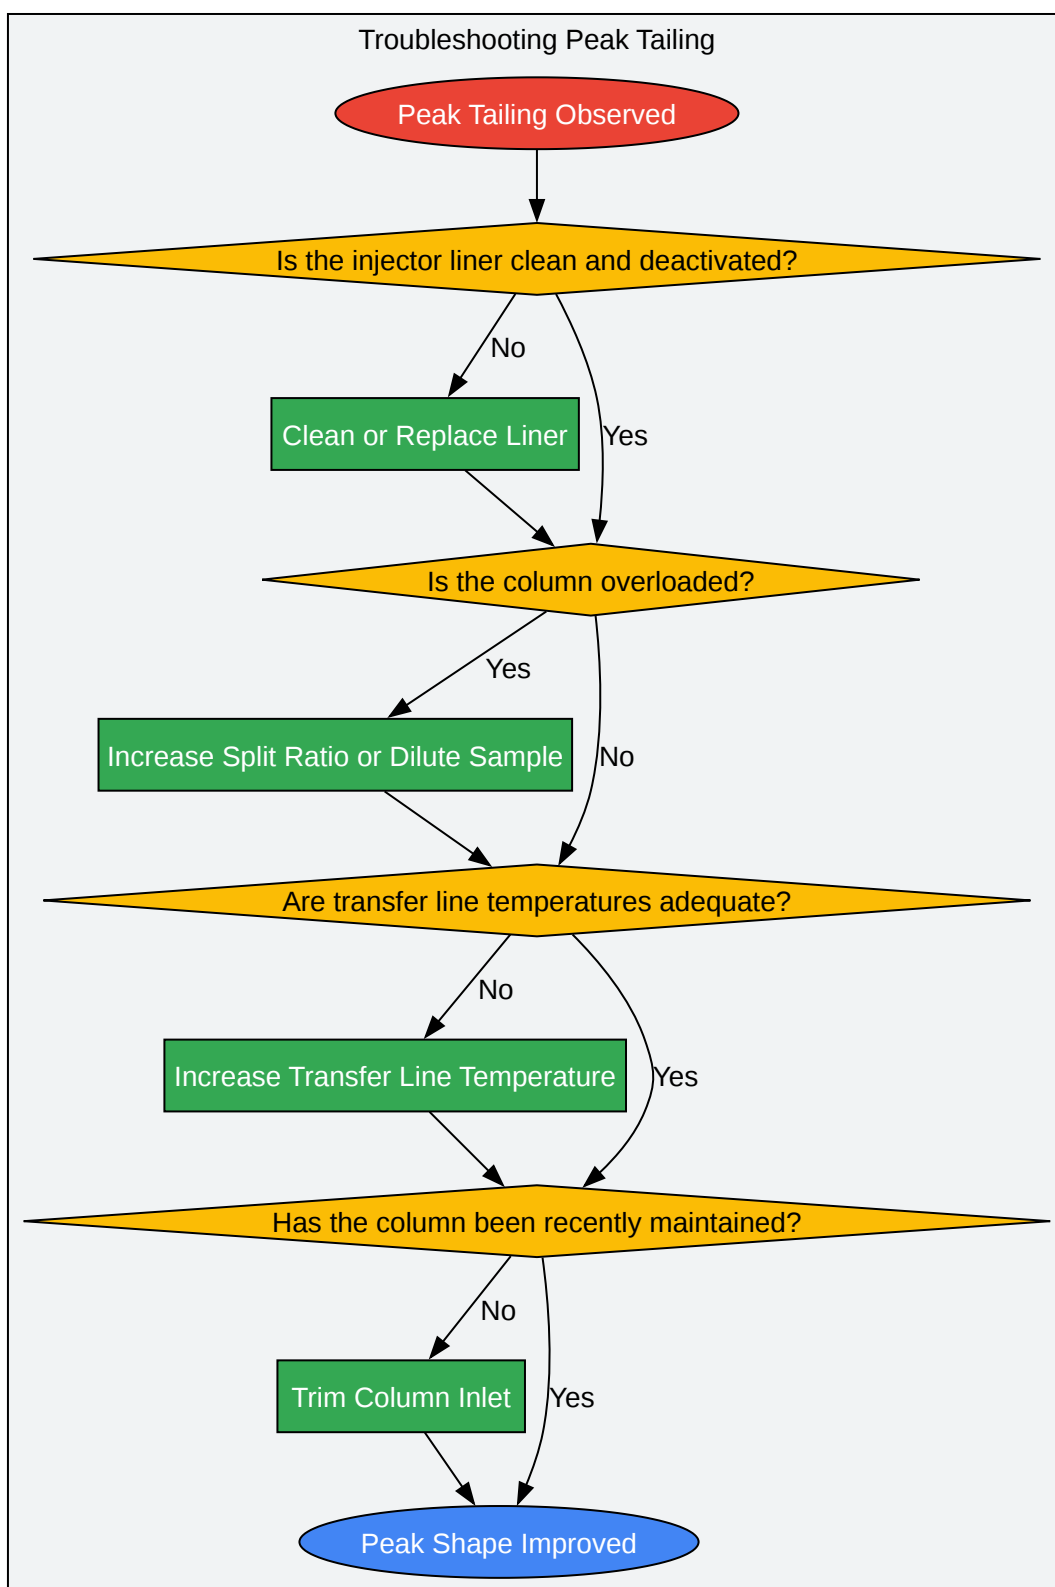 Troubleshooting Peak Tailing
Peak Tailing Observed
Is the injector liner clean and deactivated?
No
Clean or Replace Liner
Yes
Is the column overloaded?
Yes
Increase Split Ratio or Dilute Sample
No
Are transfer line temperatures adequate?
No
Increase Transfer Line Temperature
Yes
Has the column been recently maintained?
No
Trim Column Inlet
Yes
Peak Shape Improved